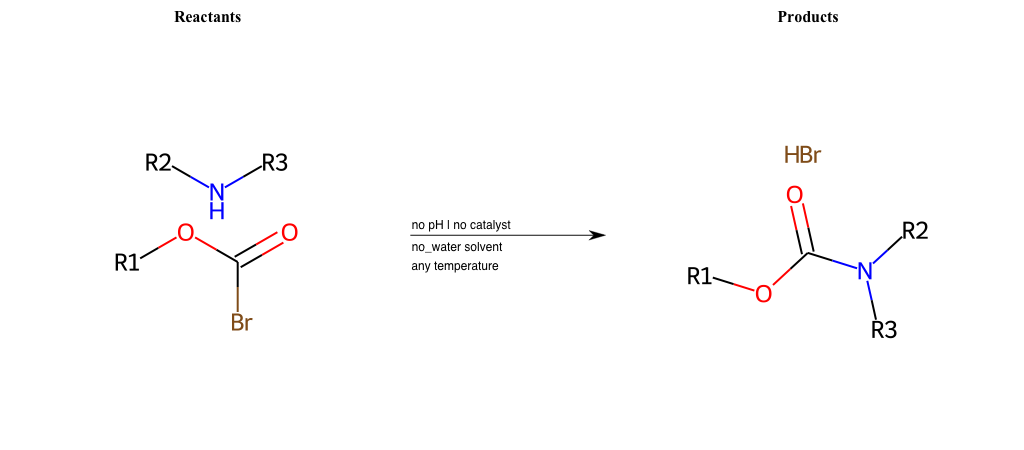 Reactants
Products
HBr
O
R2
R3
N
H
O
O
R1
Br
no pH | no catalyst
no_water solvent
any temperature
R2
R1
O
N
R3